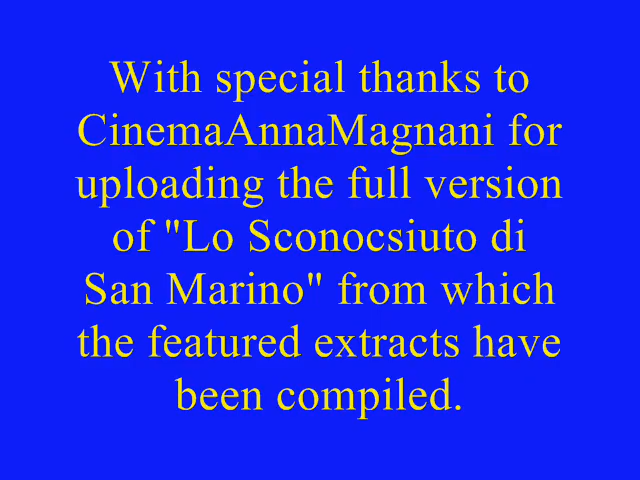 With special thanks to
CinemaAnnaMagnani for
uploading the full version
of "Lo Sconocsiuto di
San Marino" from which
the featured extracts have
been compiled.